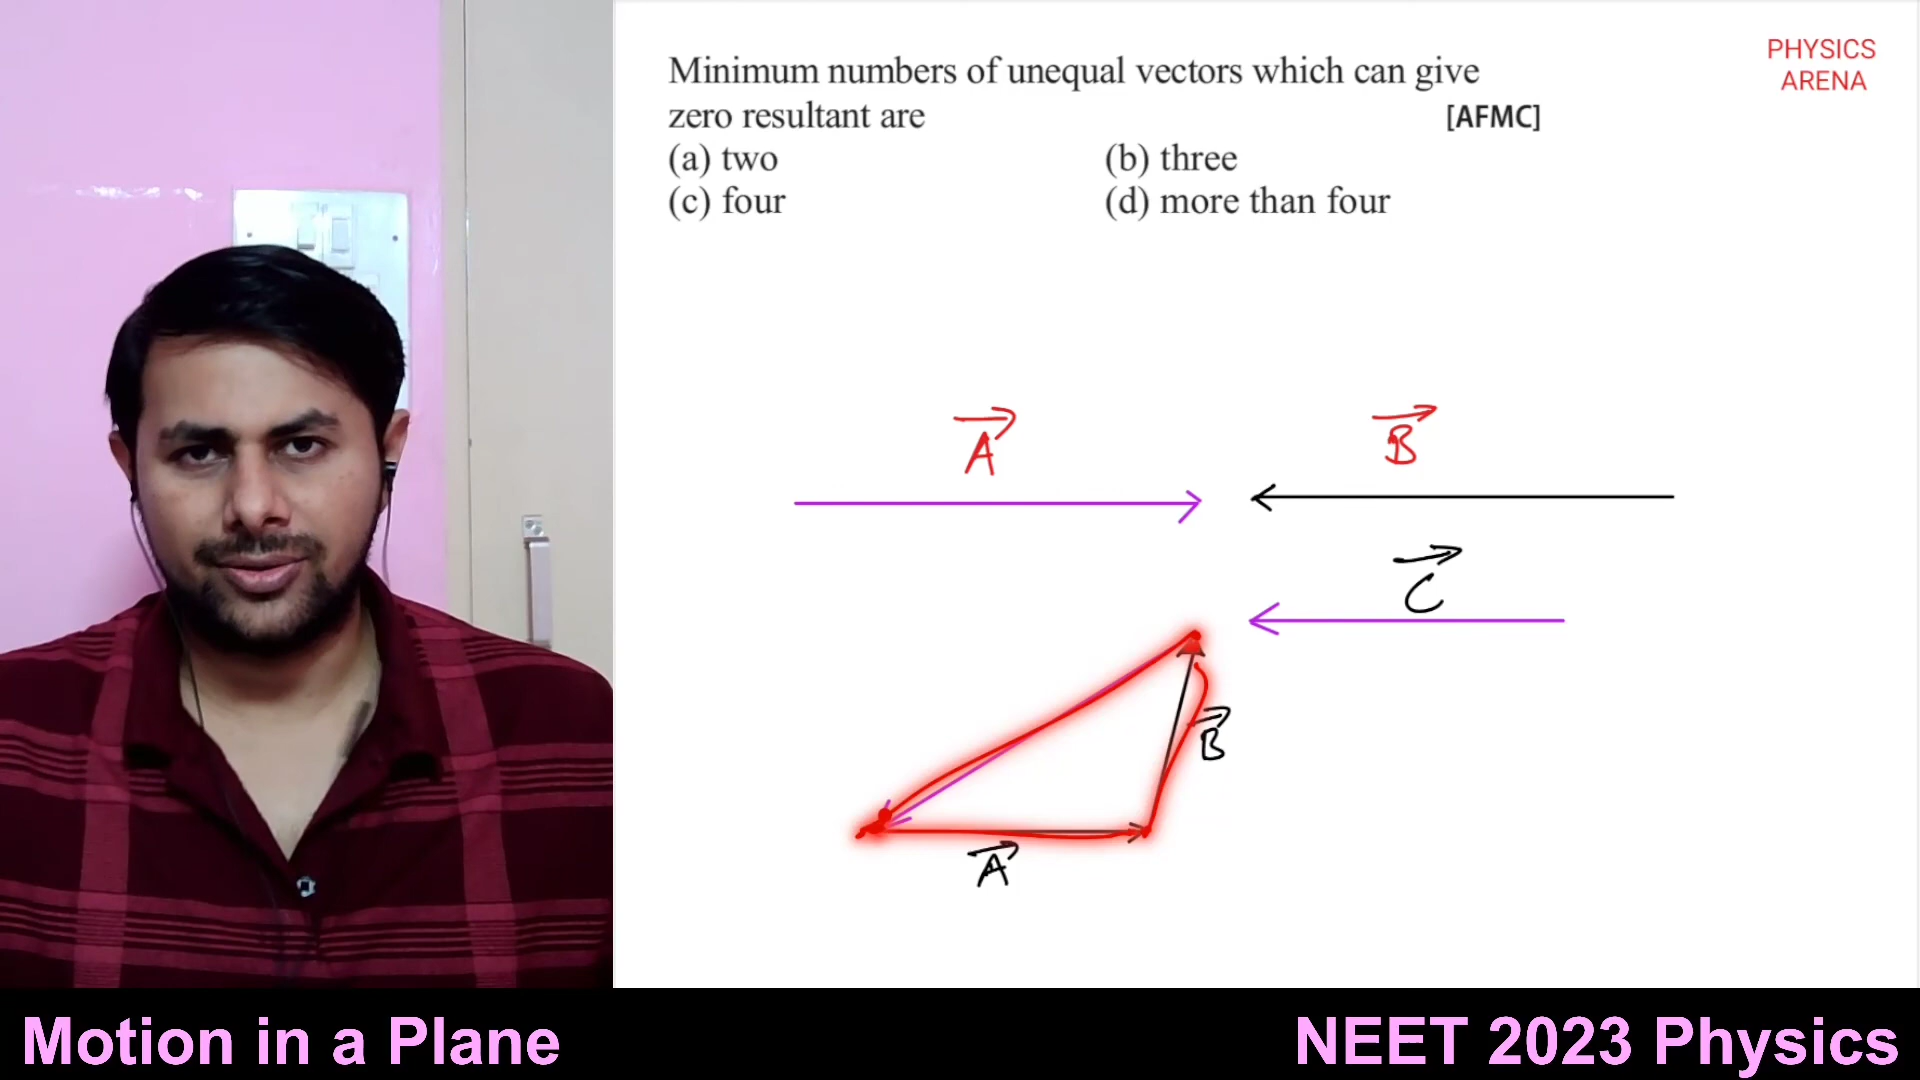 Minimum numbers of unequal vectors which can give
zero resultant are [AFMC]
(a) two (b) three
(c) four (d) more than four
PHYSICS
ARENA
A
B
C
B
A
Motion in a Plane
NEET 2023 Physics